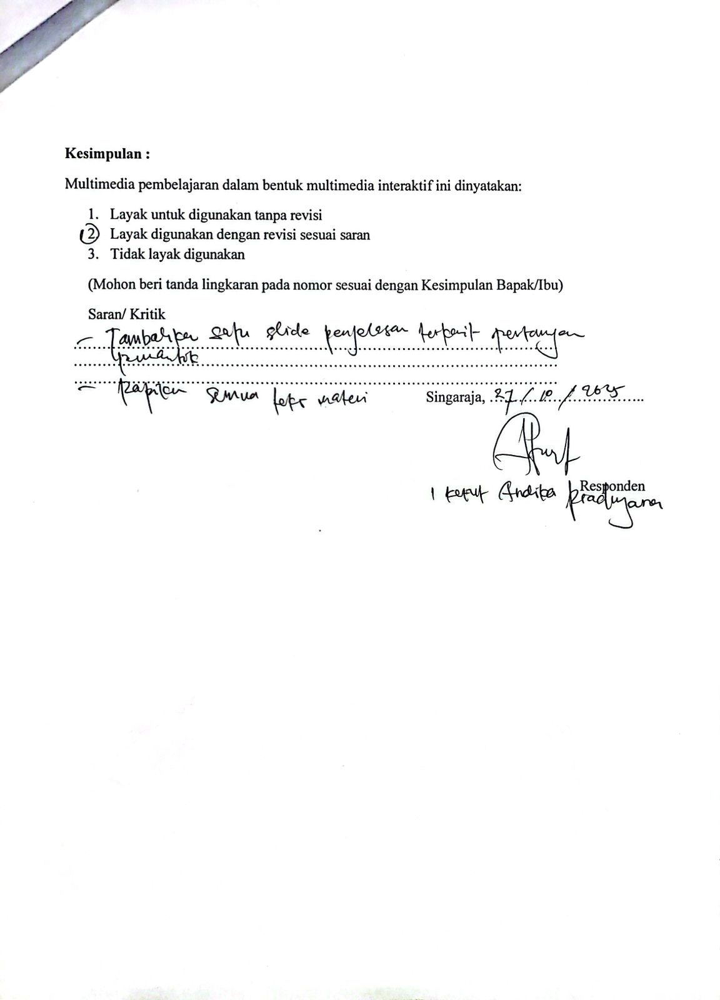 Kesimpulan :
Multimedia pembelajaran dalam bentuk multimedia interaktif ini dinyatakan:
1. Layak untuk digunakan tanpa revisi
2 Layak digunakan dengan revisi sesuai saran
3. Tidak layak digunakan
(Mohon beri tanda lingkaran pada nomor sesuai dengan Kesimpulan Bapak/Ibu)
Saran/ Kritik
- Tambahkan satu slide penjelasan terkait
- Rapikan semua teks materi
Singaraja, 27/10/2025
Responden
I Ketut Andika Pradnyana